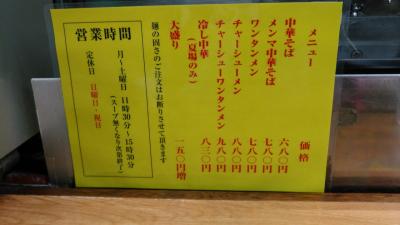 メニュー 価格
中華そば 六八〇円
メンマ中華そば 七八〇円
ワンタンメン 七八〇円
チャーシューメン 八八〇円
チャーシューワンタンメン 九八〇円
冷し中華 八三〇円
（夏場のみ）
大盛り 一五〇円増
麺の固さのご注文はお断りさせて頂きます
営業時間
月～土曜日 11時30分～15時30分
（スープ無くなり次第終了）
定休日 日曜日・祝日